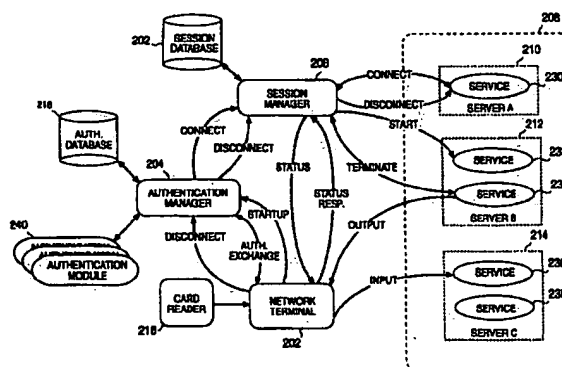 208
202
SESSION
DATABASE
206
SESSION
MANAGER
CONNECT
DISCONNECT
210
SERVICE
230
SERVER A
START
212
SERVICE
SERVICE
SERVER B
TERMINATE
OUTPUT
218
AUTH.
DATABASE
CONNECT
DISCONNECT
204
AUTHENTICATION
MANAGER
STATUS
STATUS
RESP.
STARTUP
DISCONNECT
AUTH.
EXCHANGE
240
AUTHENTICATION
MODULE
CARD
READER
216
NETWORK
TERMINAL
202
INPUT
214
SERVICE
SERVICE
SERVER C